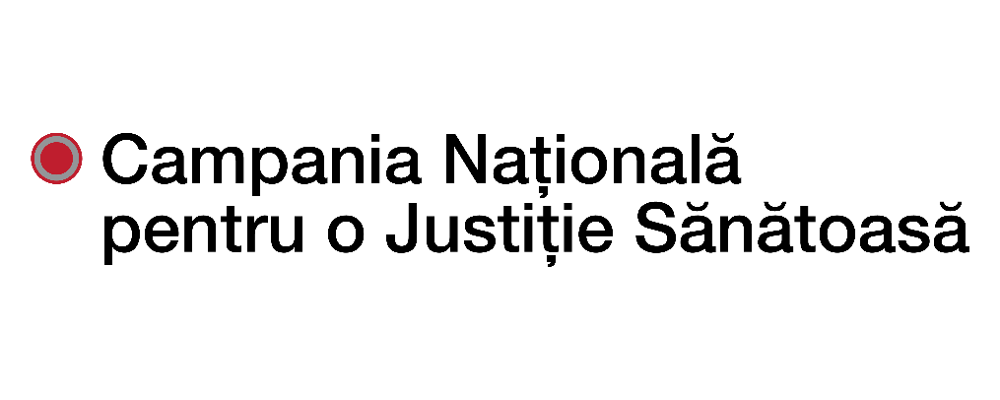 Campania Națională
pentru o Justiție Sănătoasă